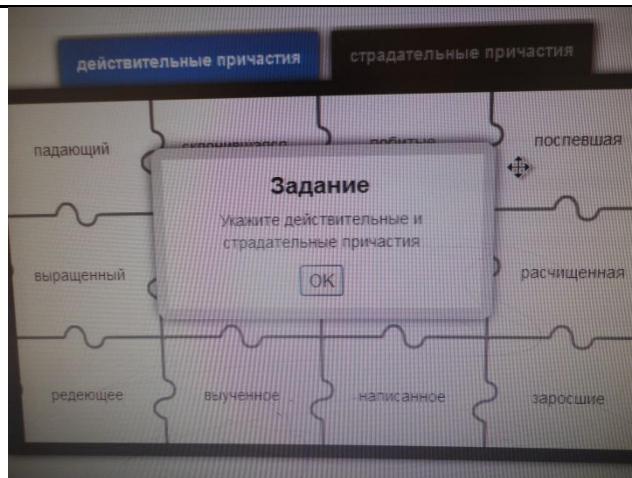 действительные причастия
страдательные причастия
падающий
поспевшая
Задание
Укажите действительные и
страдательные причастия
OK
выращенный
расчищенная
редеющее
выученное
написанное
заросшие